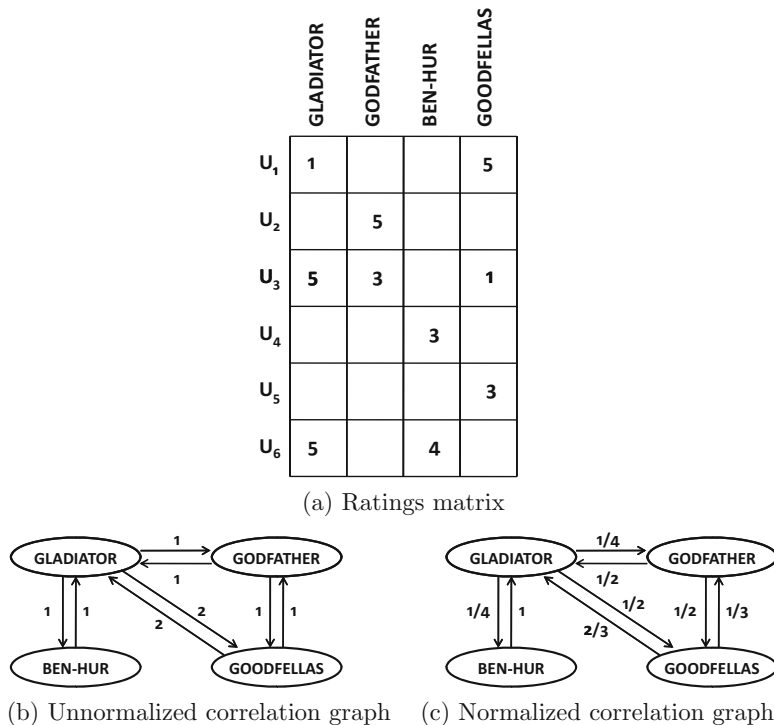 GLADIATOR
GODFATHER
BEN-HUR
GOODFELLAS
U1 1 5
U2 5
U3 5 3 1
U4 3
U5 3
U6 5 4
(a) Ratings matrix
GLADIATOR 1 GODFATHER
1
1 1 2 2 1 1
BEN-HUR GOODFELLAS
(b) Unnormalized correlation graph
GLADIATOR 1/4 GODFATHER
1/2
1/4 1 1/2 2/3 1/2 1/3
BEN-HUR GOODFELLAS
(c) Normalized correlation graph